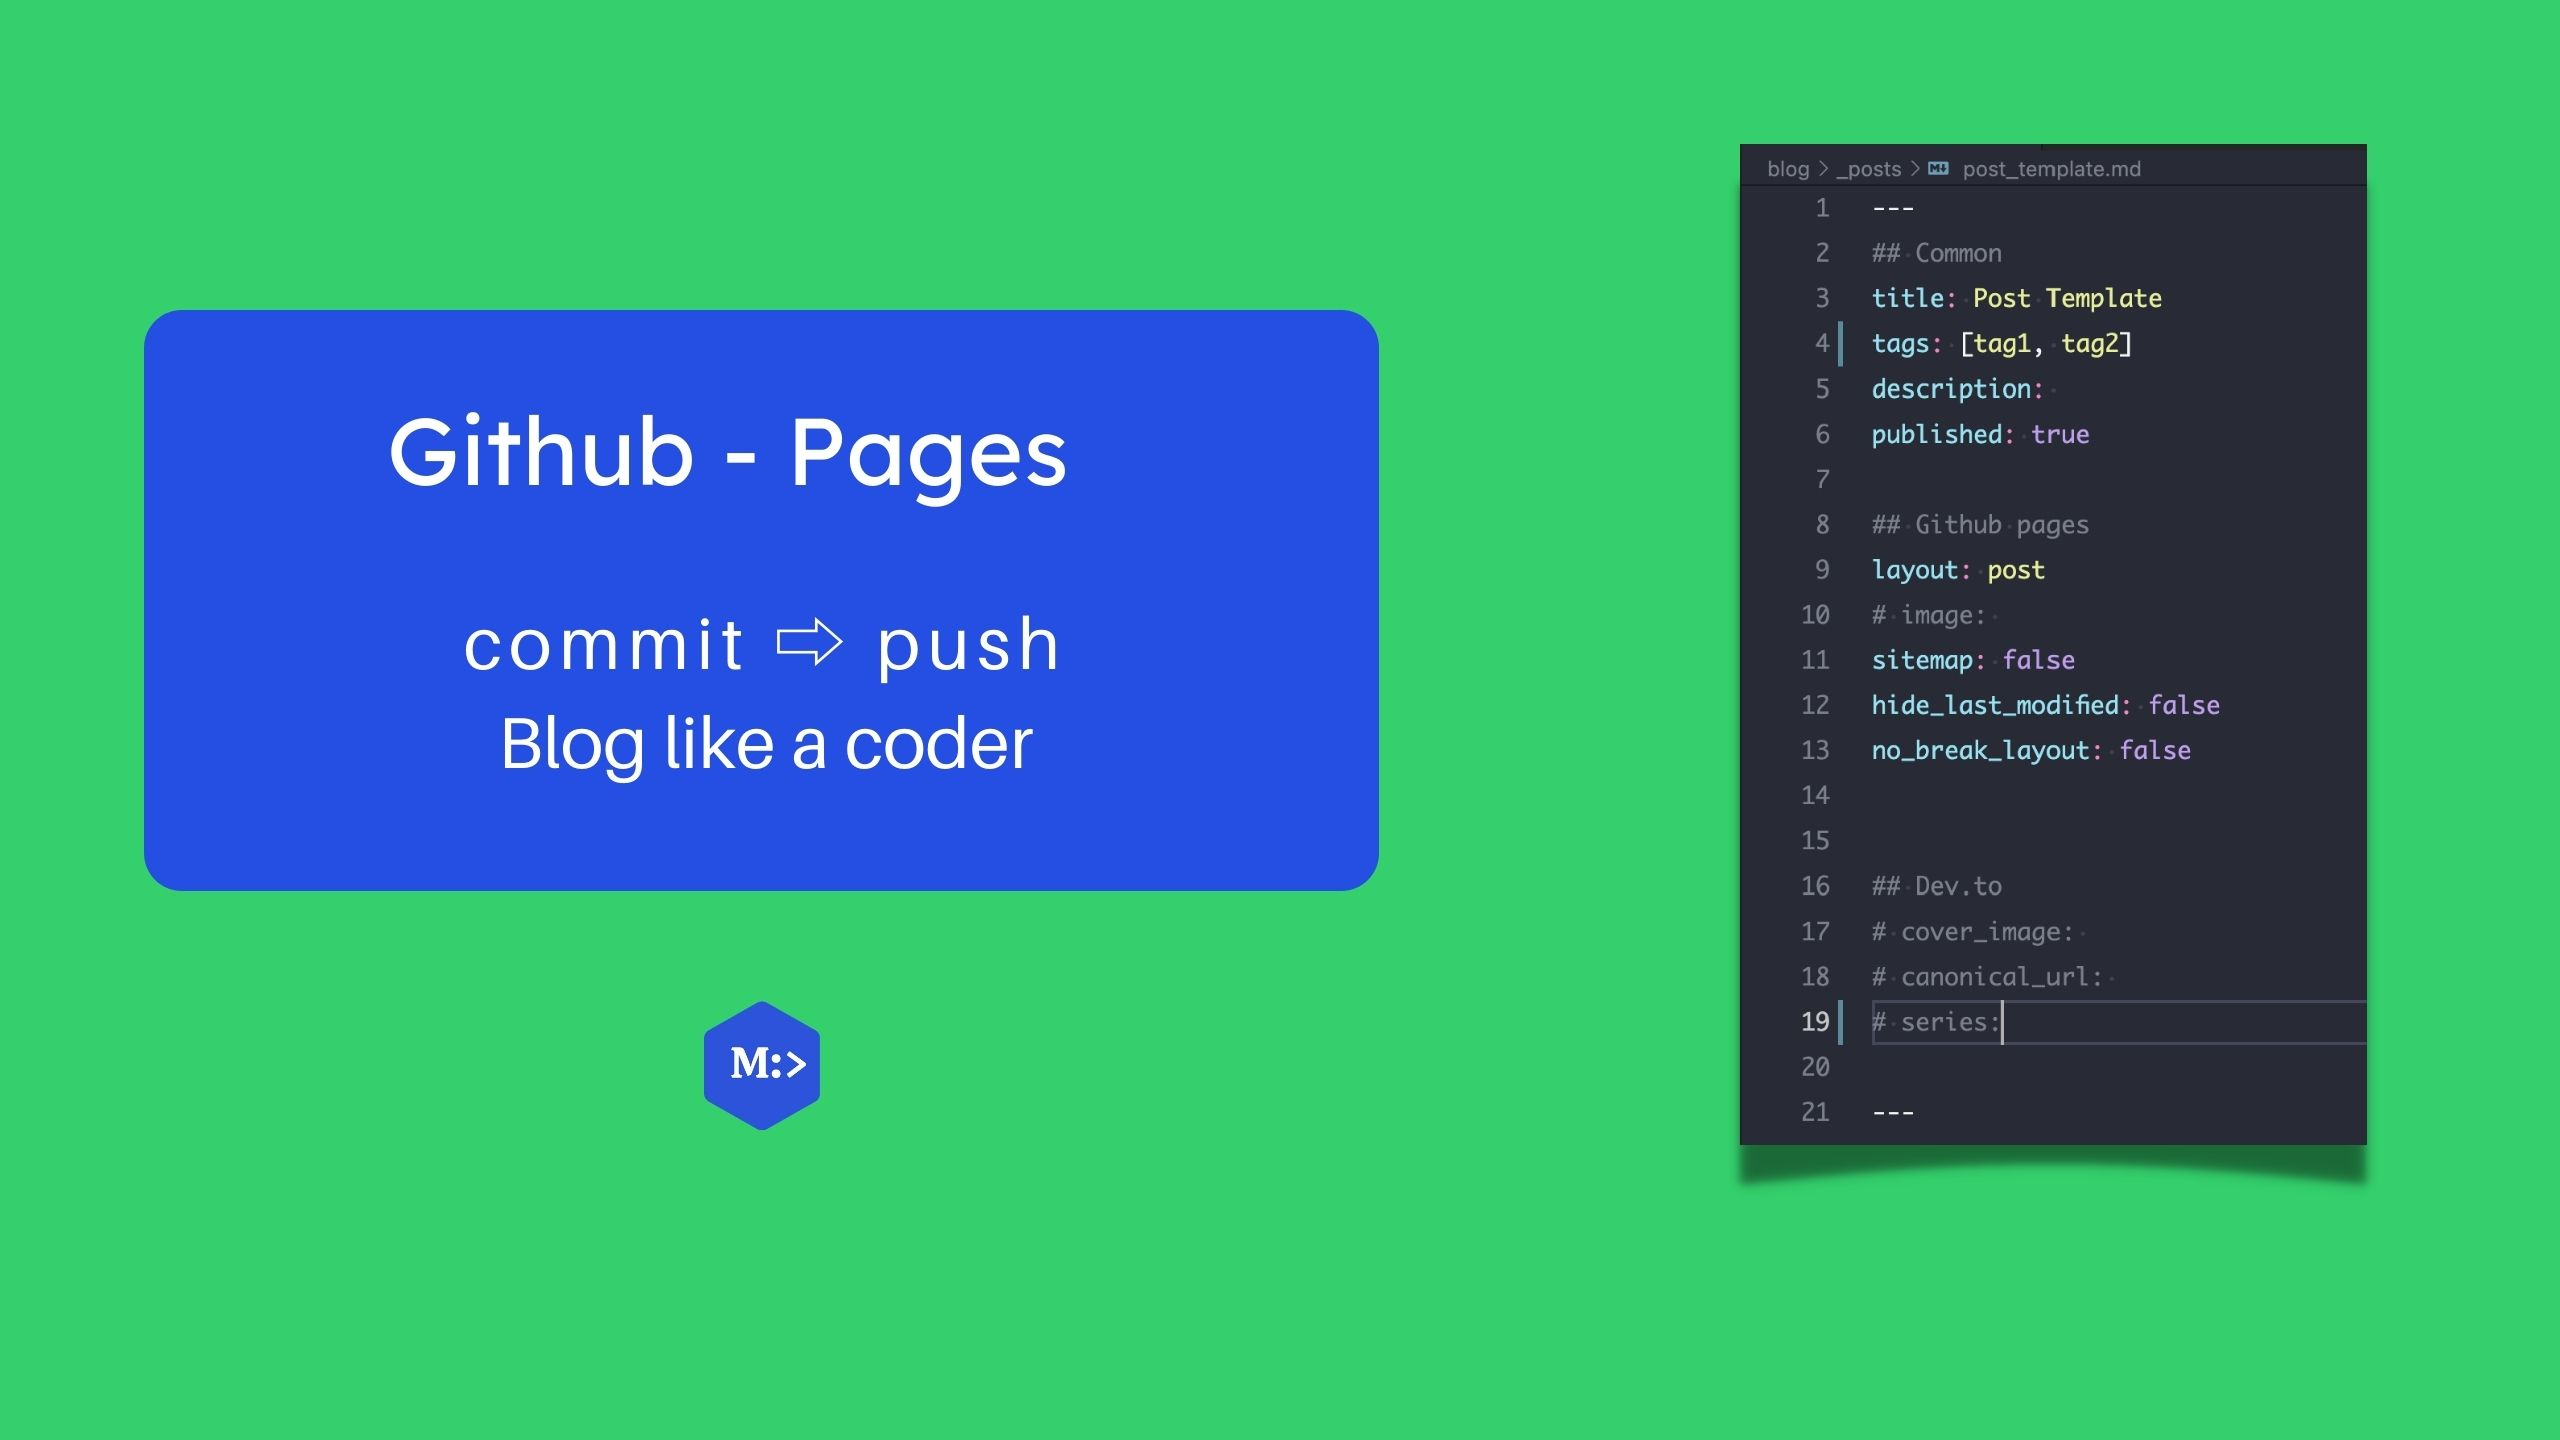 Github - Pages
commit ⇨ push
Blog like a coder
M:>
blog > _posts > M↓ post_template.md
1 ---
2 ## Common
3 title: Post Template
4 tags: [tag1, tag2]
5 description:
6 published: true
7
8 ## Github pages
9 layout: post
10 # image:
11 sitemap: false
12 hide_last_modified: false
13 no_break_layout: false
14
15
16 ## Dev.to
17 # cover_image:
18 # canonical_url:
19 # series:
20
21 ---